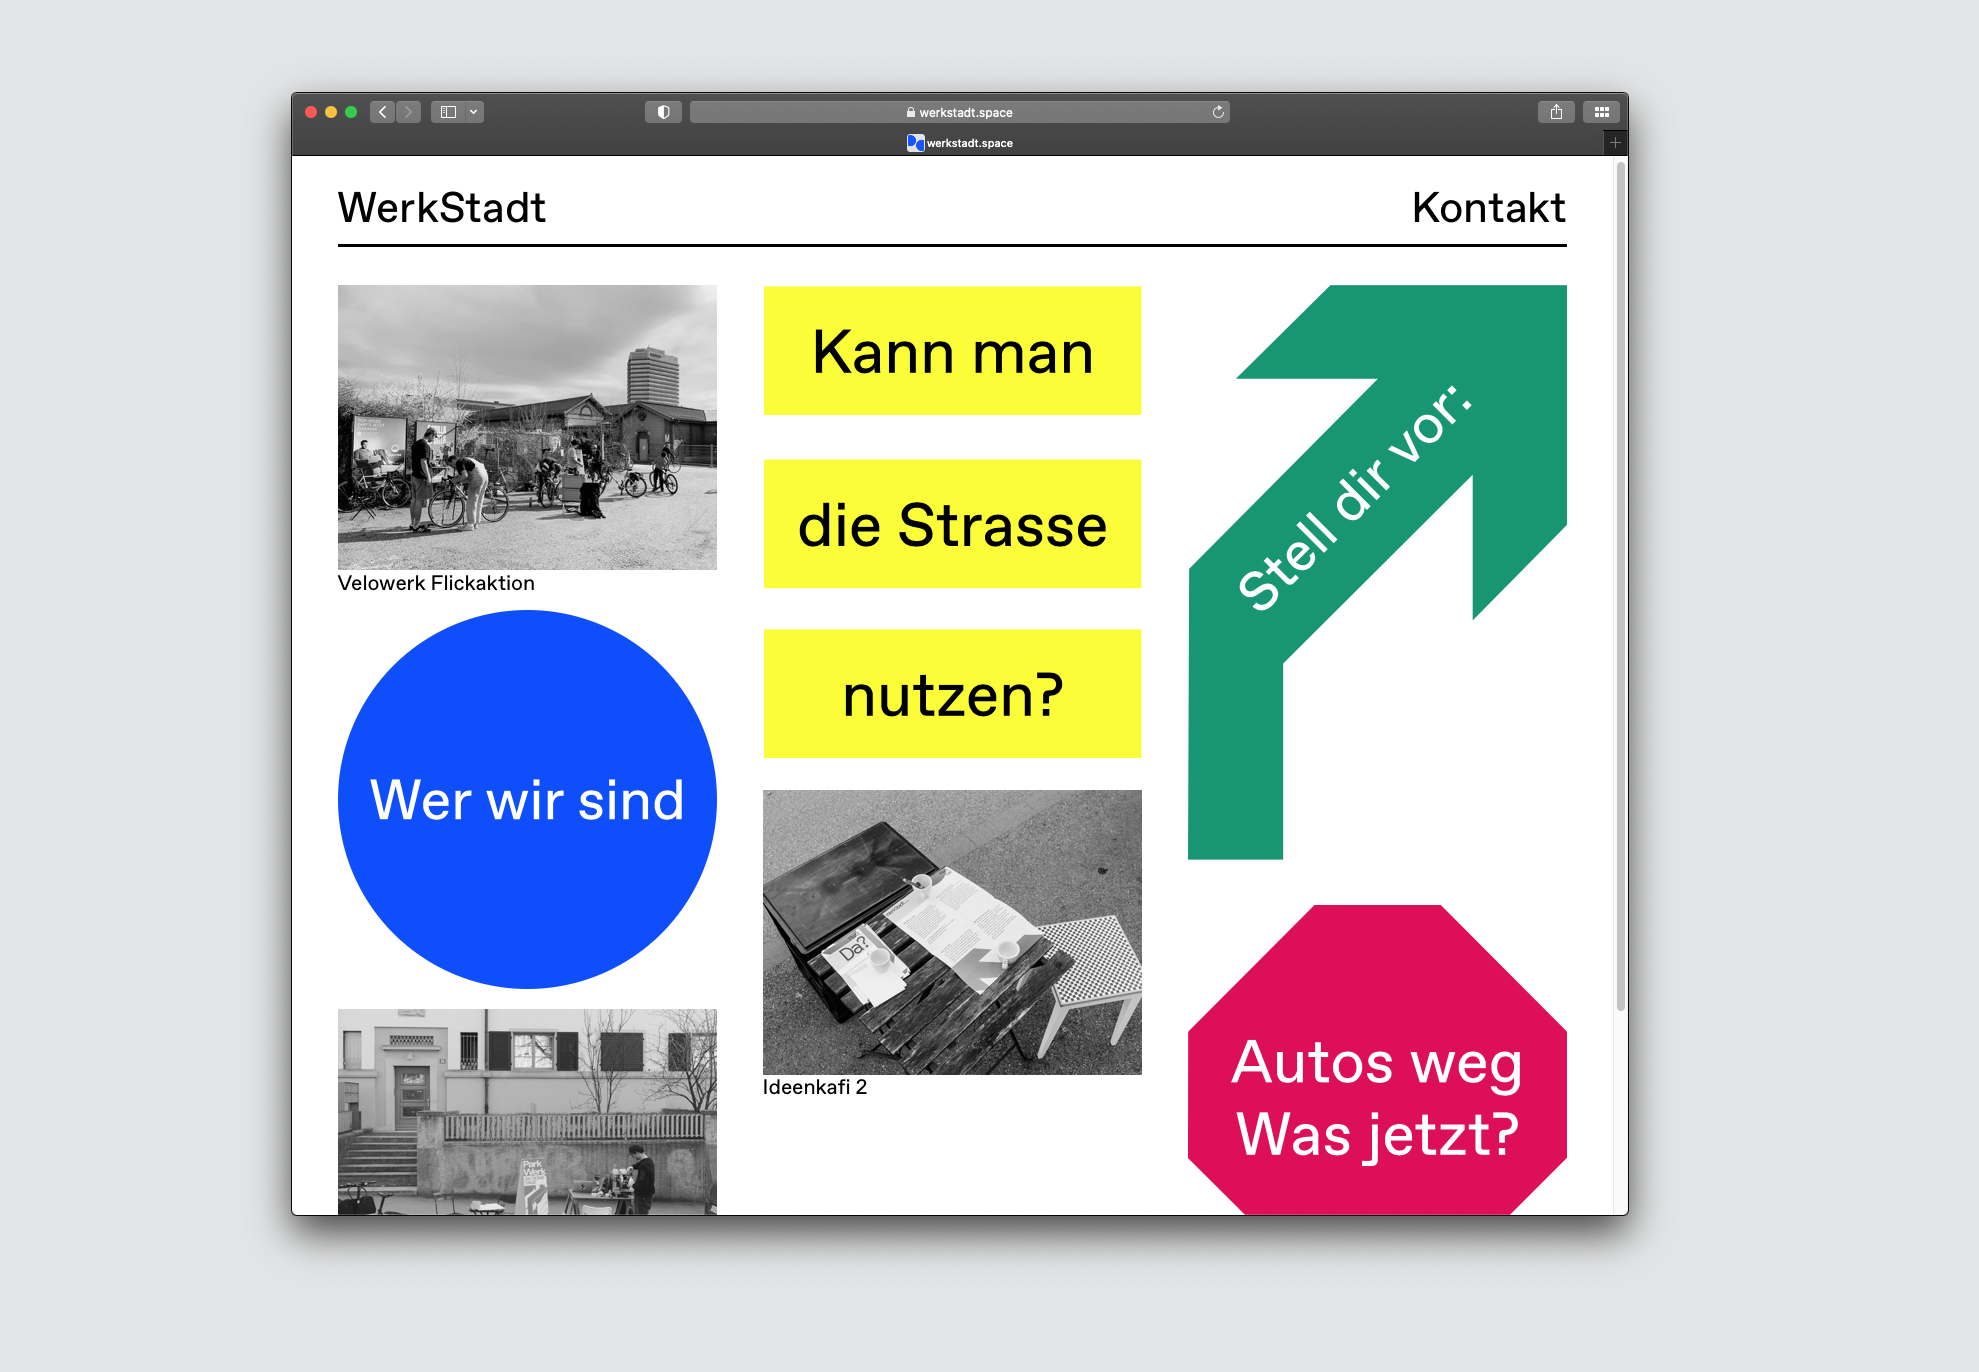 werkstadt.space
werkstadt.space
WerkStadt
Kontakt
Velowerk Flickaktion
Wer wir sind
Kann man
die Strasse
nutzen?
Da?
Ideenkafi 2
Stell dir vor:
Autos weg
Was jetzt?
Park
Werk